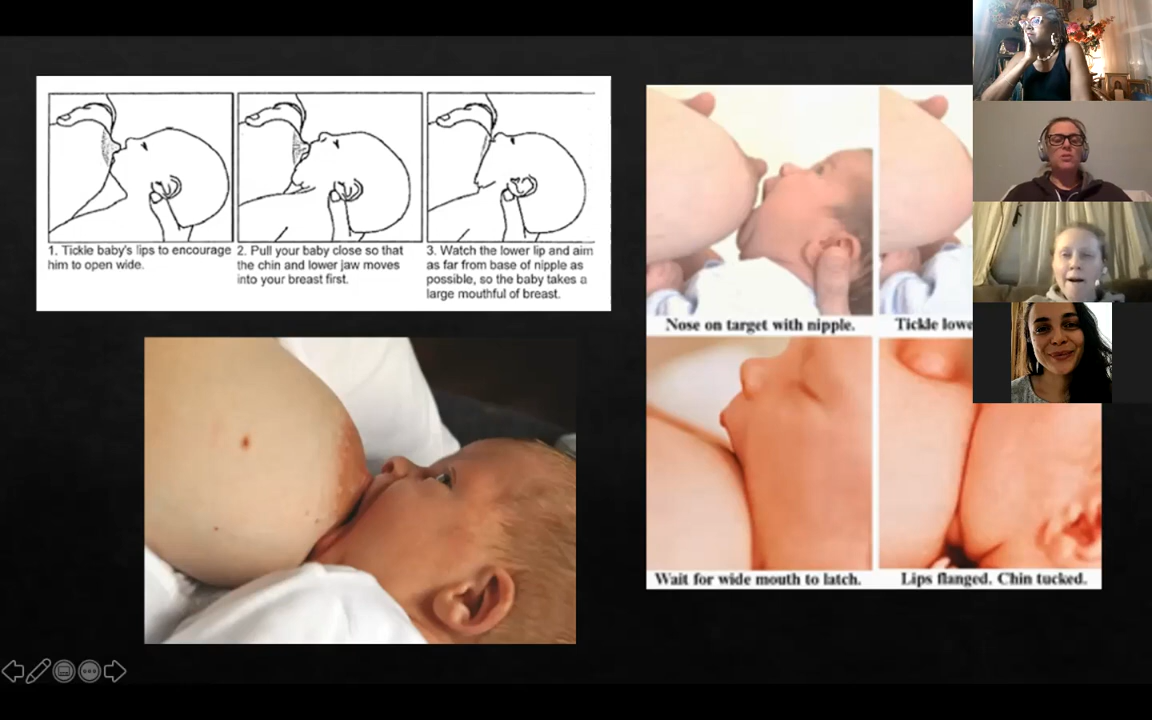 1. Tickle baby's lips to encourage
him to open wide.
2. Pull your baby close so that
the chin and lower jaw moves
into your breast first.
3. Watch the lower lip and aim
as far from base of nipple as
possible, so the baby takes a
large mouthful of breast.
Nose on target with nipple.
Tickle lowe
Wait for wide mouth to latch.
Lips flanged. Chin tucked.